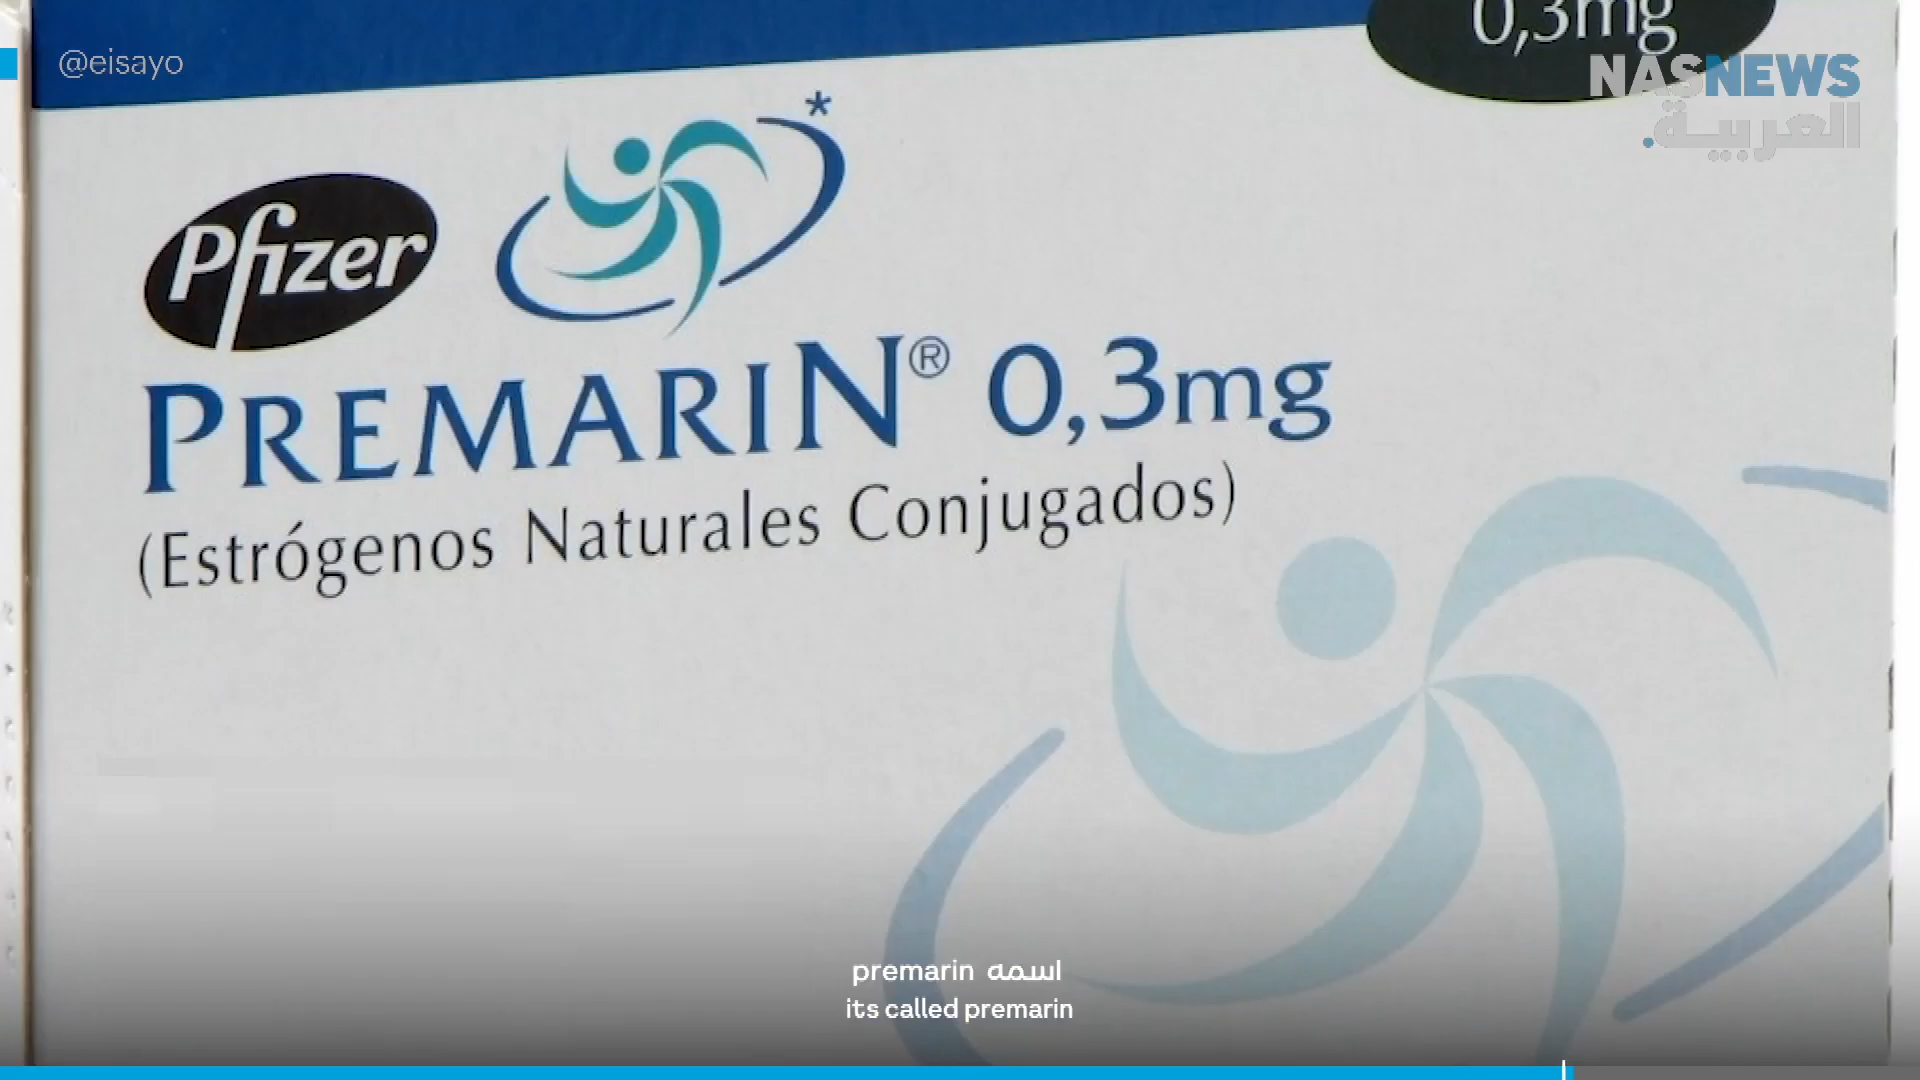 0,3mg
@eisayo
NASNEWS
العربية.
*
Pfizer
PREMARIN® 0,3mg
(Estrógenos Naturales Conjugados)
اسمه premarin
its called premarin